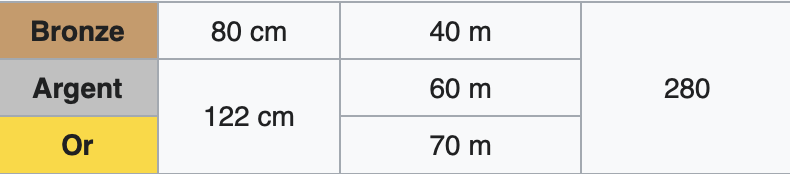 Bronze 80 cm 40 m
Argent 122 cm 60 m 280
Or 70 m